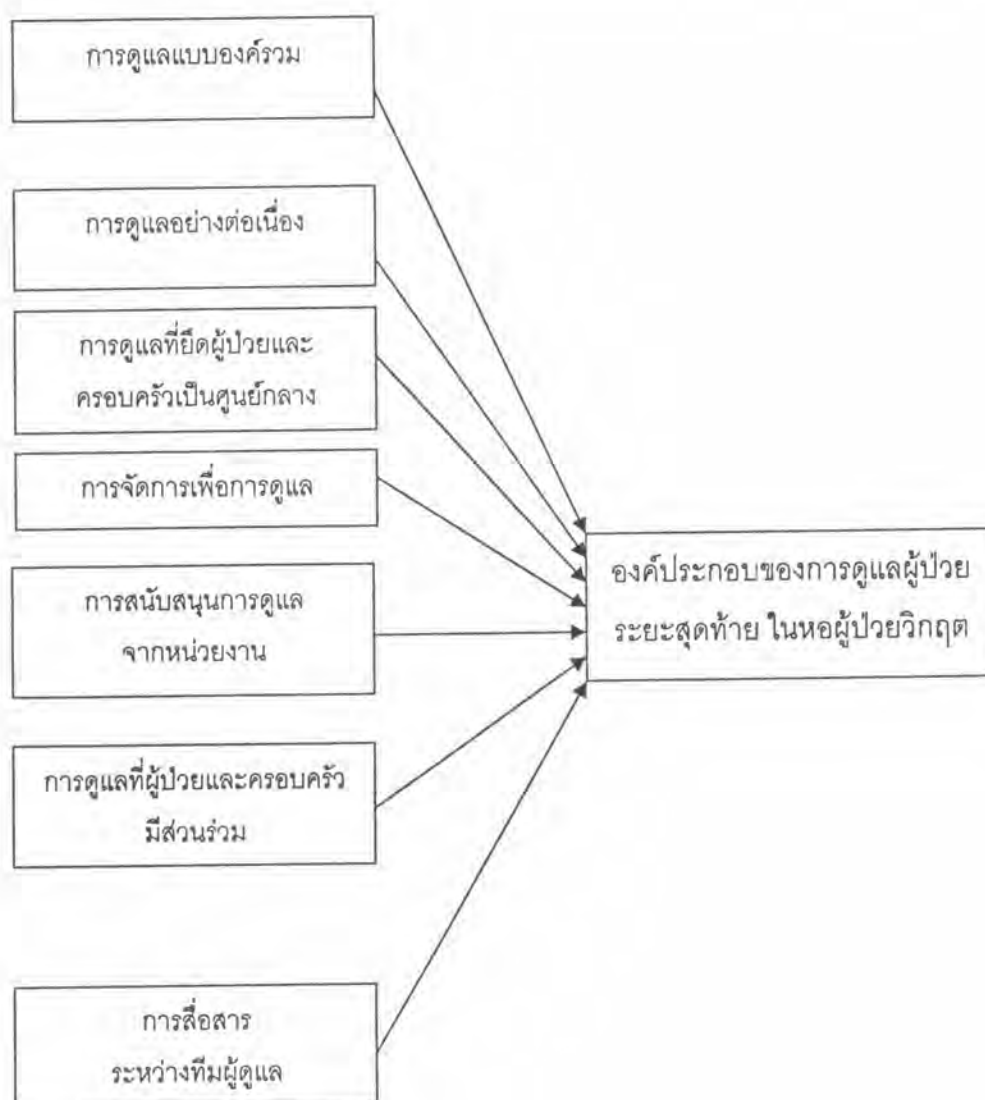 การดูแลแบบองค์รวม
การดูแลอย่างต่อเนื่อง
การดูแลที่ยึดผู้ป่วยและ
ครอบครัวเป็นศูนย์กลาง
การจัดการเพื่อการดูแล
การสนับสนุนการดูแล
จากหน่วยงาน
การดูแลที่ผู้ป่วยและครอบครัว
มีส่วนร่วม
การสื่อสาร
ระหว่างทีมผู้ดูแล
องค์ประกอบของการดูแลผู้ป่วย
ระยะสุดท้าย ในหอผู้ป่วยวิกฤต